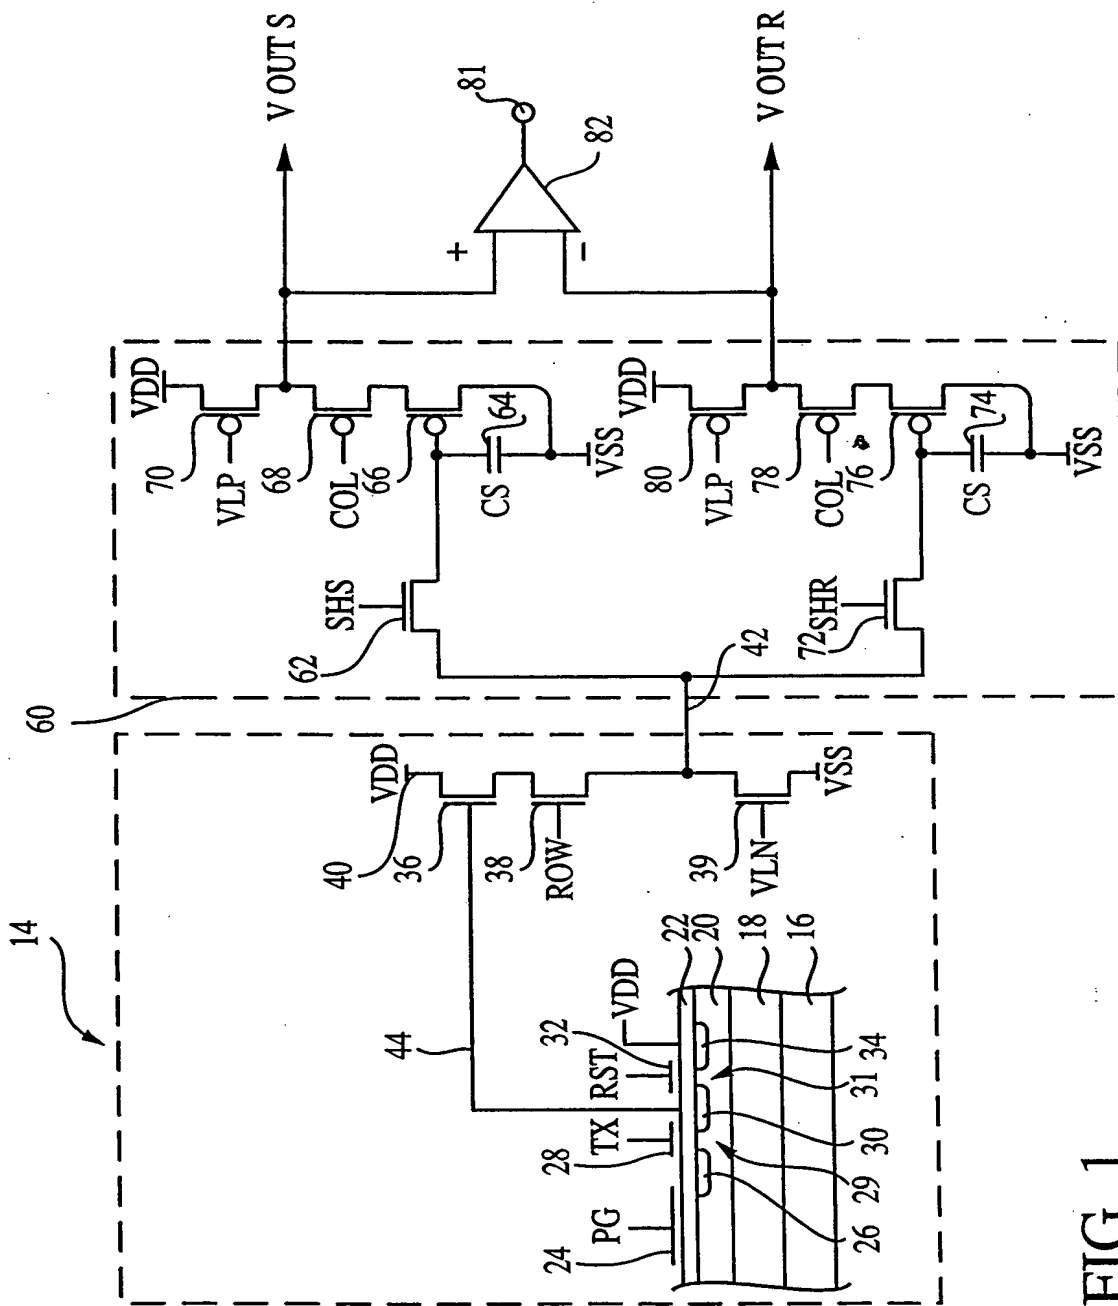 14
60
V OUT S
81
82
V OUT R
+
−
VDD
70
VLP
68
COL
66
64
CS
VSS
SHS
62
42
VDD
80
VLP
78
COL
76
74
CS
VSS
SHR
72
VDD
40
36
38
ROW
39
VLN
VSS
44
VDD
32
RST
TX
28
PG
24
22
20
18
16
34
31
30
29
26
FIG. 1